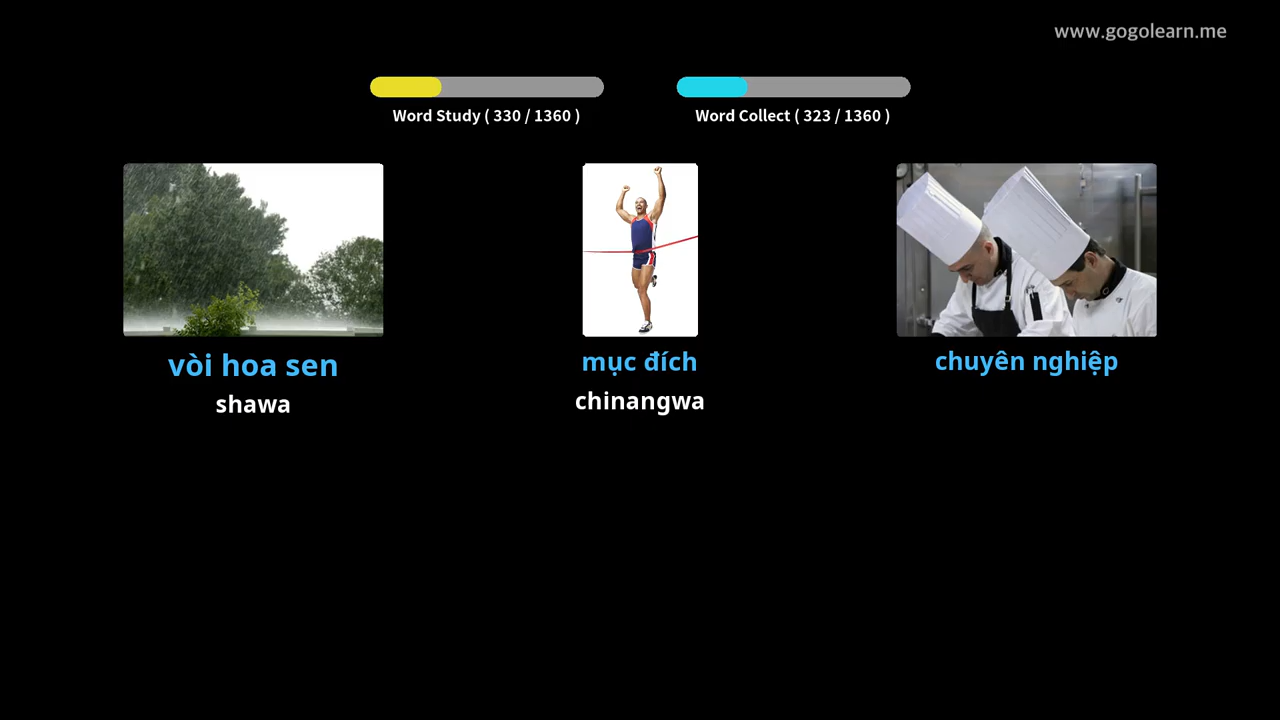 www.gogolearn.me
Word Study ( 330 / 1360 )
Word Collect ( 323 / 1360 )
vòi hoa sen
shawa
mục đích
chinangwa
chuyên nghiệp